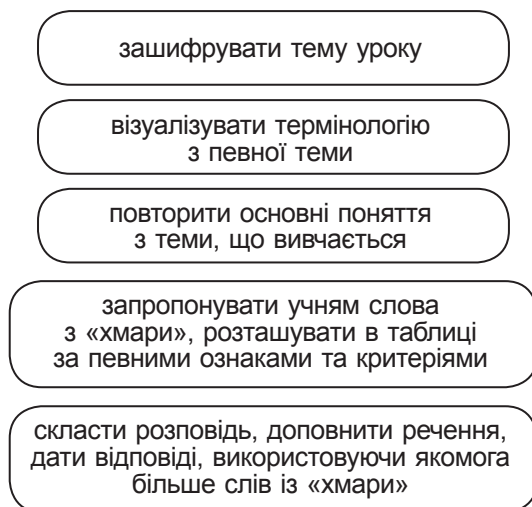 зашифрувати тему уроку
візуалізувати термінологію
з певної теми
повторити основні поняття
з теми, що вивчається
запропонувати учням слова
з «хмари», розташувати в таблиці
за певними ознаками та критеріями
скласти розповідь, доповнити речення,
дати відповіді, використовуючи якомога
більше слів із «хмари»